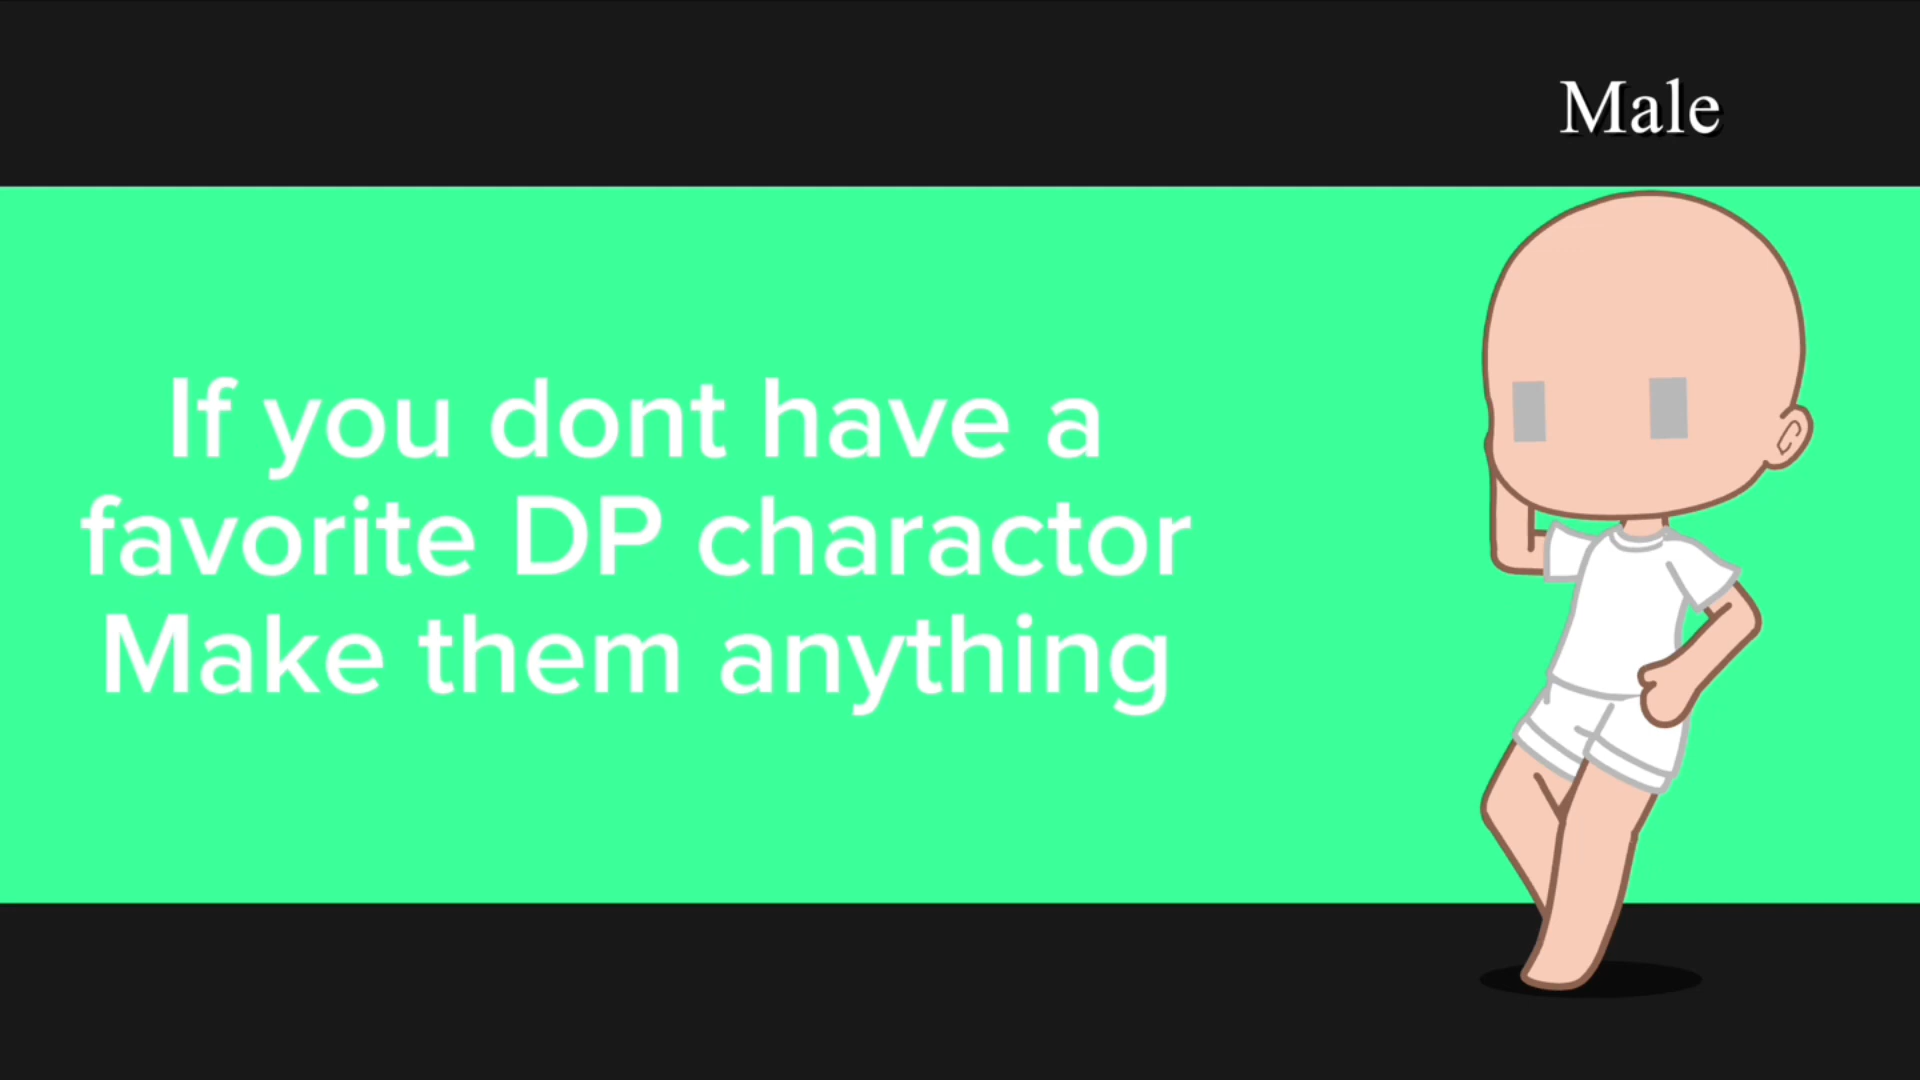 Male
If you dont have a
favorite DP charactor
Make them anything